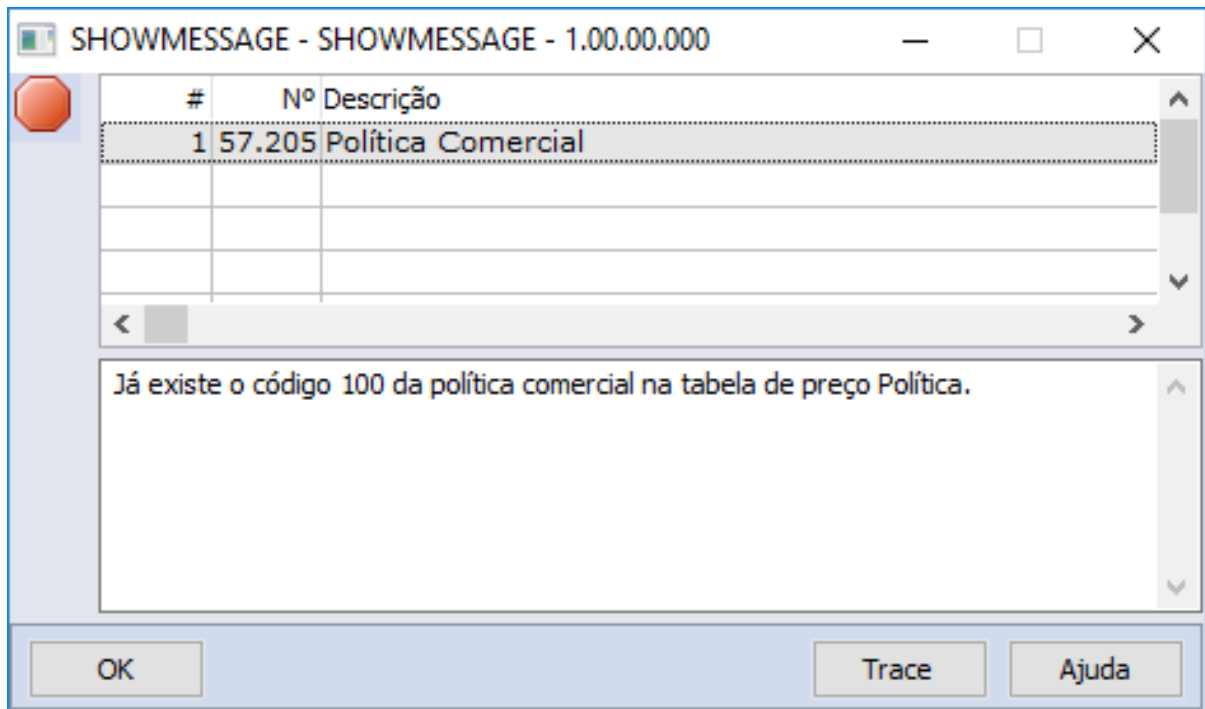 SHOWMESSAGE - SHOWMESSAGE - 1.00.00.000
# Nº Descrição
1 57.205 Política Comercial
Já existe o código 100 da política comercial na tabela de preço Política.
OK Trace Ajuda